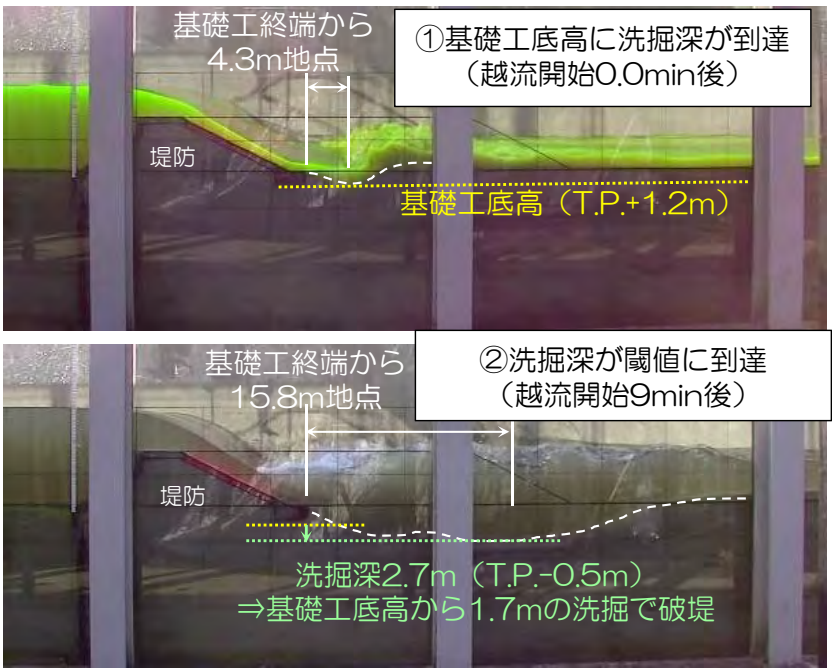 基礎工終端から
4.3m地点
①基礎工底高に洗掘深が到達
（越流開始0.0min後）
堤防
基礎工底高（T.P.+1.2m）
基礎工終端から
15.8m地点
②洗掘深が閾値に到達
（越流開始9min後）
堤防
洗掘深2.7m（T.P.-0.5m）
⇒基礎工底高から1.7mの洗掘で破堤